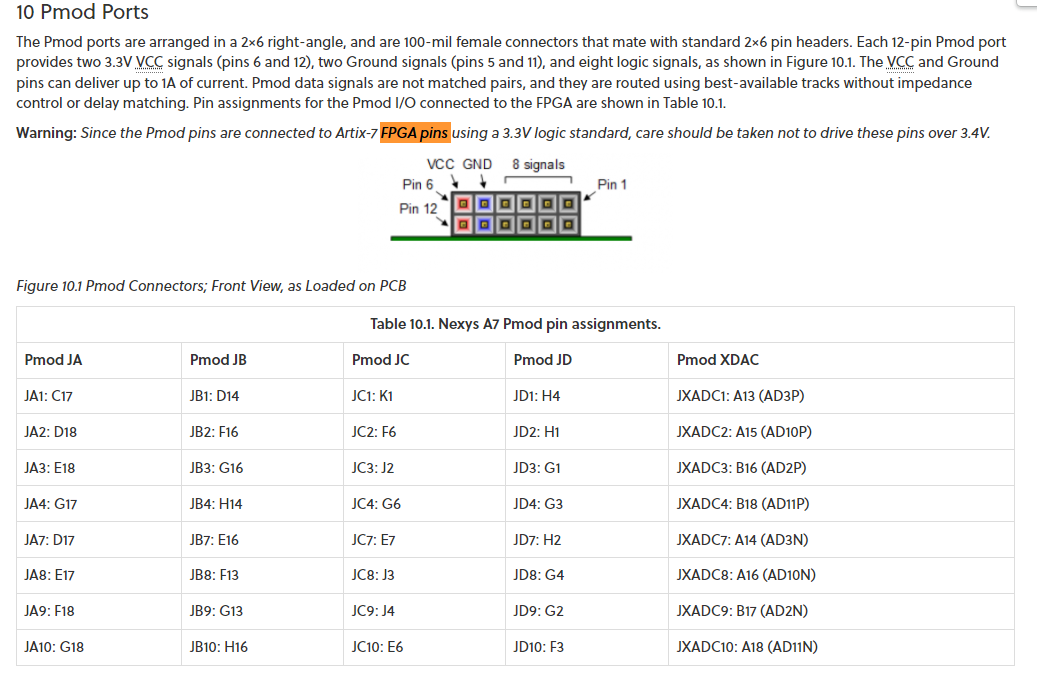 10 Pmod Ports
The Pmod ports are arranged in a 2×6 right-angle, and are 100-mil female connectors that mate with standard 2×6 pin headers. Each 12-pin Pmod port
provides two 3.3V VCC signals (pins 6 and 12), two Ground signals (pins 5 and 11), and eight logic signals, as shown in Figure 10.1. The VCC and Ground
pins can deliver up to 1A of current. Pmod data signals are not matched pairs, and they are routed using best-available tracks without impedance
control or delay matching. Pin assignments for the Pmod I/O connected to the FPGA are shown in Table 10.1.
Warning: Since the Pmod pins are connected to Artix-7 FPGA pins using a 3.3V logic standard, care should be taken not to drive these pins over 3.4V.
VCC GND 8 signals
Pin 6 Pin 1
Pin 12
Figure 10.1 Pmod Connectors; Front View, as Loaded on PCB
Table 10.1. Nexys A7 Pmod pin assignments.
Pmod JA Pmod JB Pmod JC Pmod JD Pmod XDAC
JA1: C17 JB1: D14 JC1: K1 JD1: H4 JXADC1: A13 (AD3P)
JA2: D18 JB2: F16 JC2: F6 JD2: H1 JXADC2: A15 (AD10P)
JA3: E18 JB3: G16 JC3: J2 JD3: G1 JXADC3: B16 (AD2P)
JA4: G17 JB4: H14 JC4: G6 JD4: G3 JXADC4: B18 (AD11P)
JA7: D17 JB7: E16 JC7: E7 JD7: H2 JXADC7: A14 (AD3N)
JA8: E17 JB8: F13 JC8: J3 JD8: G4 JXADC8: A16 (AD10N)
JA9: F18 JB9: G13 JC9: J4 JD9: G2 JXADC9: B17 (AD2N)
JA10: G18 JB10: H16 JC10: E6 JD10: F3 JXADC10: A18 (AD11N)